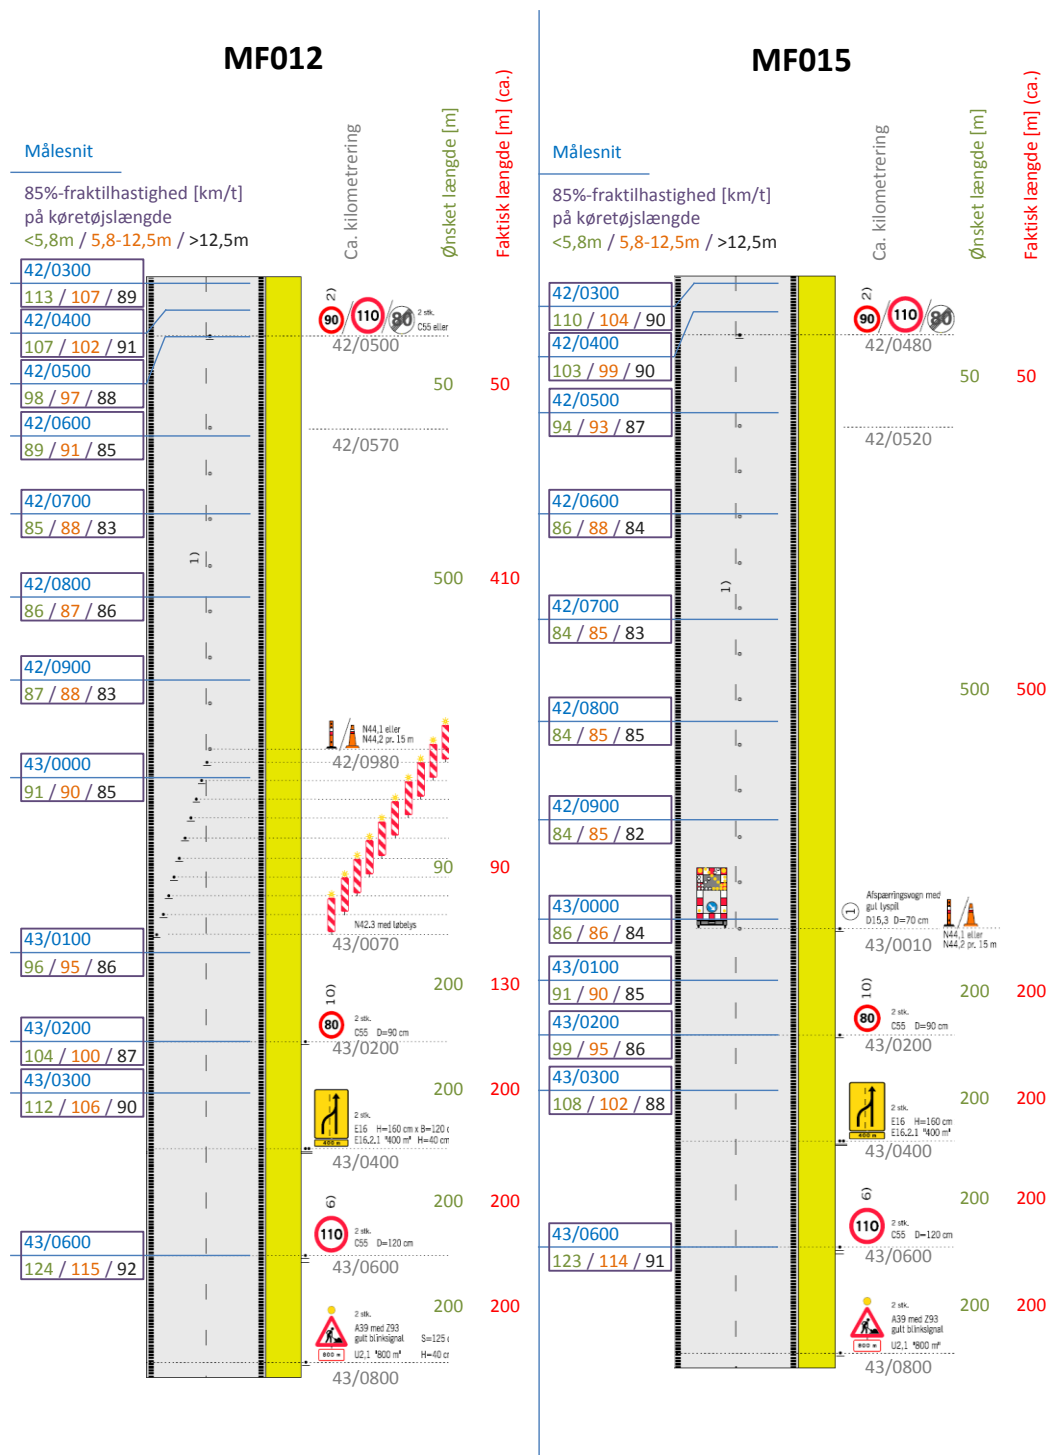 MF012
Målesnit
85%-fraktilhastighed [km/t]
på køretøjslængde
<5,8m / 5,8-12,5m / >12,5m
Ca. kilometrering
Ønsket længde [m]
Faktisk længde [m] (ca.)
42/0300
113 / 107 / 89
42/0400
107 / 102 / 91
42/0500
98 / 97 / 88
42/0600
89 / 91 / 85
42/0700
85 / 88 / 83
42/0800
86 / 87 / 86
42/0900
87 / 88 / 83
43/0000
91 / 90 / 85
43/0100
96 / 95 / 86
43/0200
104 / 100 / 87
43/0300
112 / 106 / 90
43/0600
124 / 115 / 92
1)
2)
90 / 110 / 80
2 stk.
C55 eller
42/0500
50 50
42/0570
500 410
N44,1 eller
N44,2 pr. 15 m
42/0980
90 90
N42.3 med løbelys
43/0070
200 130
10)
80
2 stk.
C55 D=90 cm
43/0200
200 200
400 m
2 stk.
E16 H=160 cm x B=120 c
E16.2.1 "400 m" H=40 cm
43/0400
200 200
6)
110
2 stk.
C55 D=120 cm
43/0600
200 200
2 stk.
A39 med Z93
gult blinksignal S=125 c
800 m
U2,1 "800 m" H=40 cm
43/0800
MF015
Målesnit
85%-fraktilhastighed [km/t]
på køretøjslængde
<5,8m / 5,8-12,5m / >12,5m
Ca. kilometrering
Ønsket længde [m]
Faktisk længde [m] (ca.)
42/0300
110 / 104 / 90
42/0400
103 / 99 / 90
42/0500
94 / 93 / 87
42/0600
86 / 88 / 84
42/0700
84 / 85 / 83
42/0800
84 / 85 / 85
42/0900
84 / 85 / 82
43/0000
86 / 86 / 84
43/0100
91 / 90 / 85
43/0200
99 / 95 / 86
43/0300
108 / 102 / 88
43/0600
123 / 114 / 91
1)
2)
90 / 110 / 80
42/0480
50 50
42/0520
500 500
1
Afspærringsvogn med
gul lyspil
D15,3 D=70 cm
N44,1 eller
N44,2 pr. 15 m
43/0010
200 200
10)
80
2 stk.
C55 D=90 cm
43/0200
200 200
400 m
2 stk.
E16 H=160 cm
E16.2.1 "400 m"
43/0400
200 200
6)
110
2 stk.
C55 D=120 cm
43/0600
200 200
2 stk.
A39 med Z93
gult blinksignal
800 m
U2,1 "800 m"
43/0800